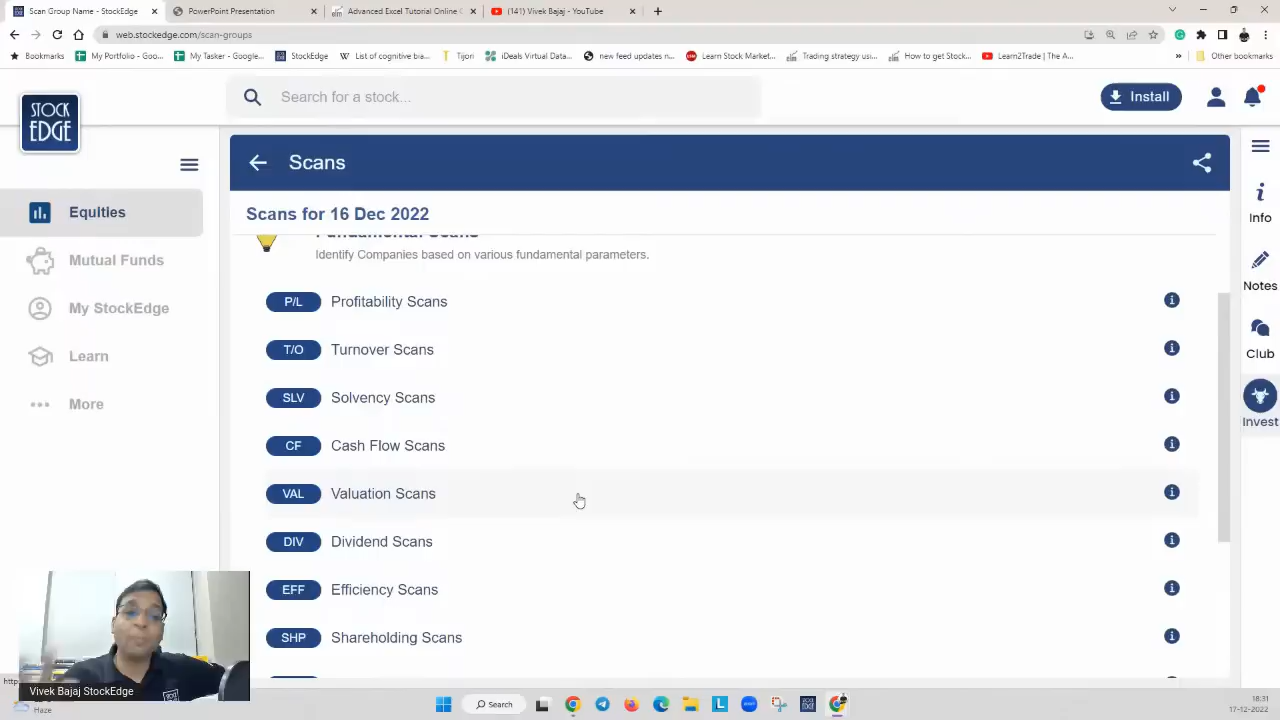 Scan Group Name - StockEdge
PowerPoint Presentation
Advanced Excel Tutorial Online C
(141) Vivek Bajaj - YouTube
web.stockedge.com/scan-groups
Bookmarks
My Portfolio - Goo...
My Tasker - Google...
StockEdge
List of cognitive bia...
Tijori
iDeals Virtual Data...
new feed updates n...
Learn Stock Market...
Trading strategy usi...
How to get Stock...
Learn2Trade | The A...
Other bookmarks
STOCK
EDGE
Search for a stock...
Install
Scans
Scans for 16 Dec 2022
Equities
Mutual Funds
My StockEdge
Learn
More
Fundamental Scans
Identify Companies based on various fundamental parameters.
P/L Profitability Scans
T/O Turnover Scans
SLV Solvency Scans
CF Cash Flow Scans
VAL Valuation Scans
DIV Dividend Scans
EFF Efficiency Scans
SHP Shareholding Scans
Info
Notes
Club
Invest
Vivek Bajaj StockEdge
Haze
Search
18:31
17-12-2022